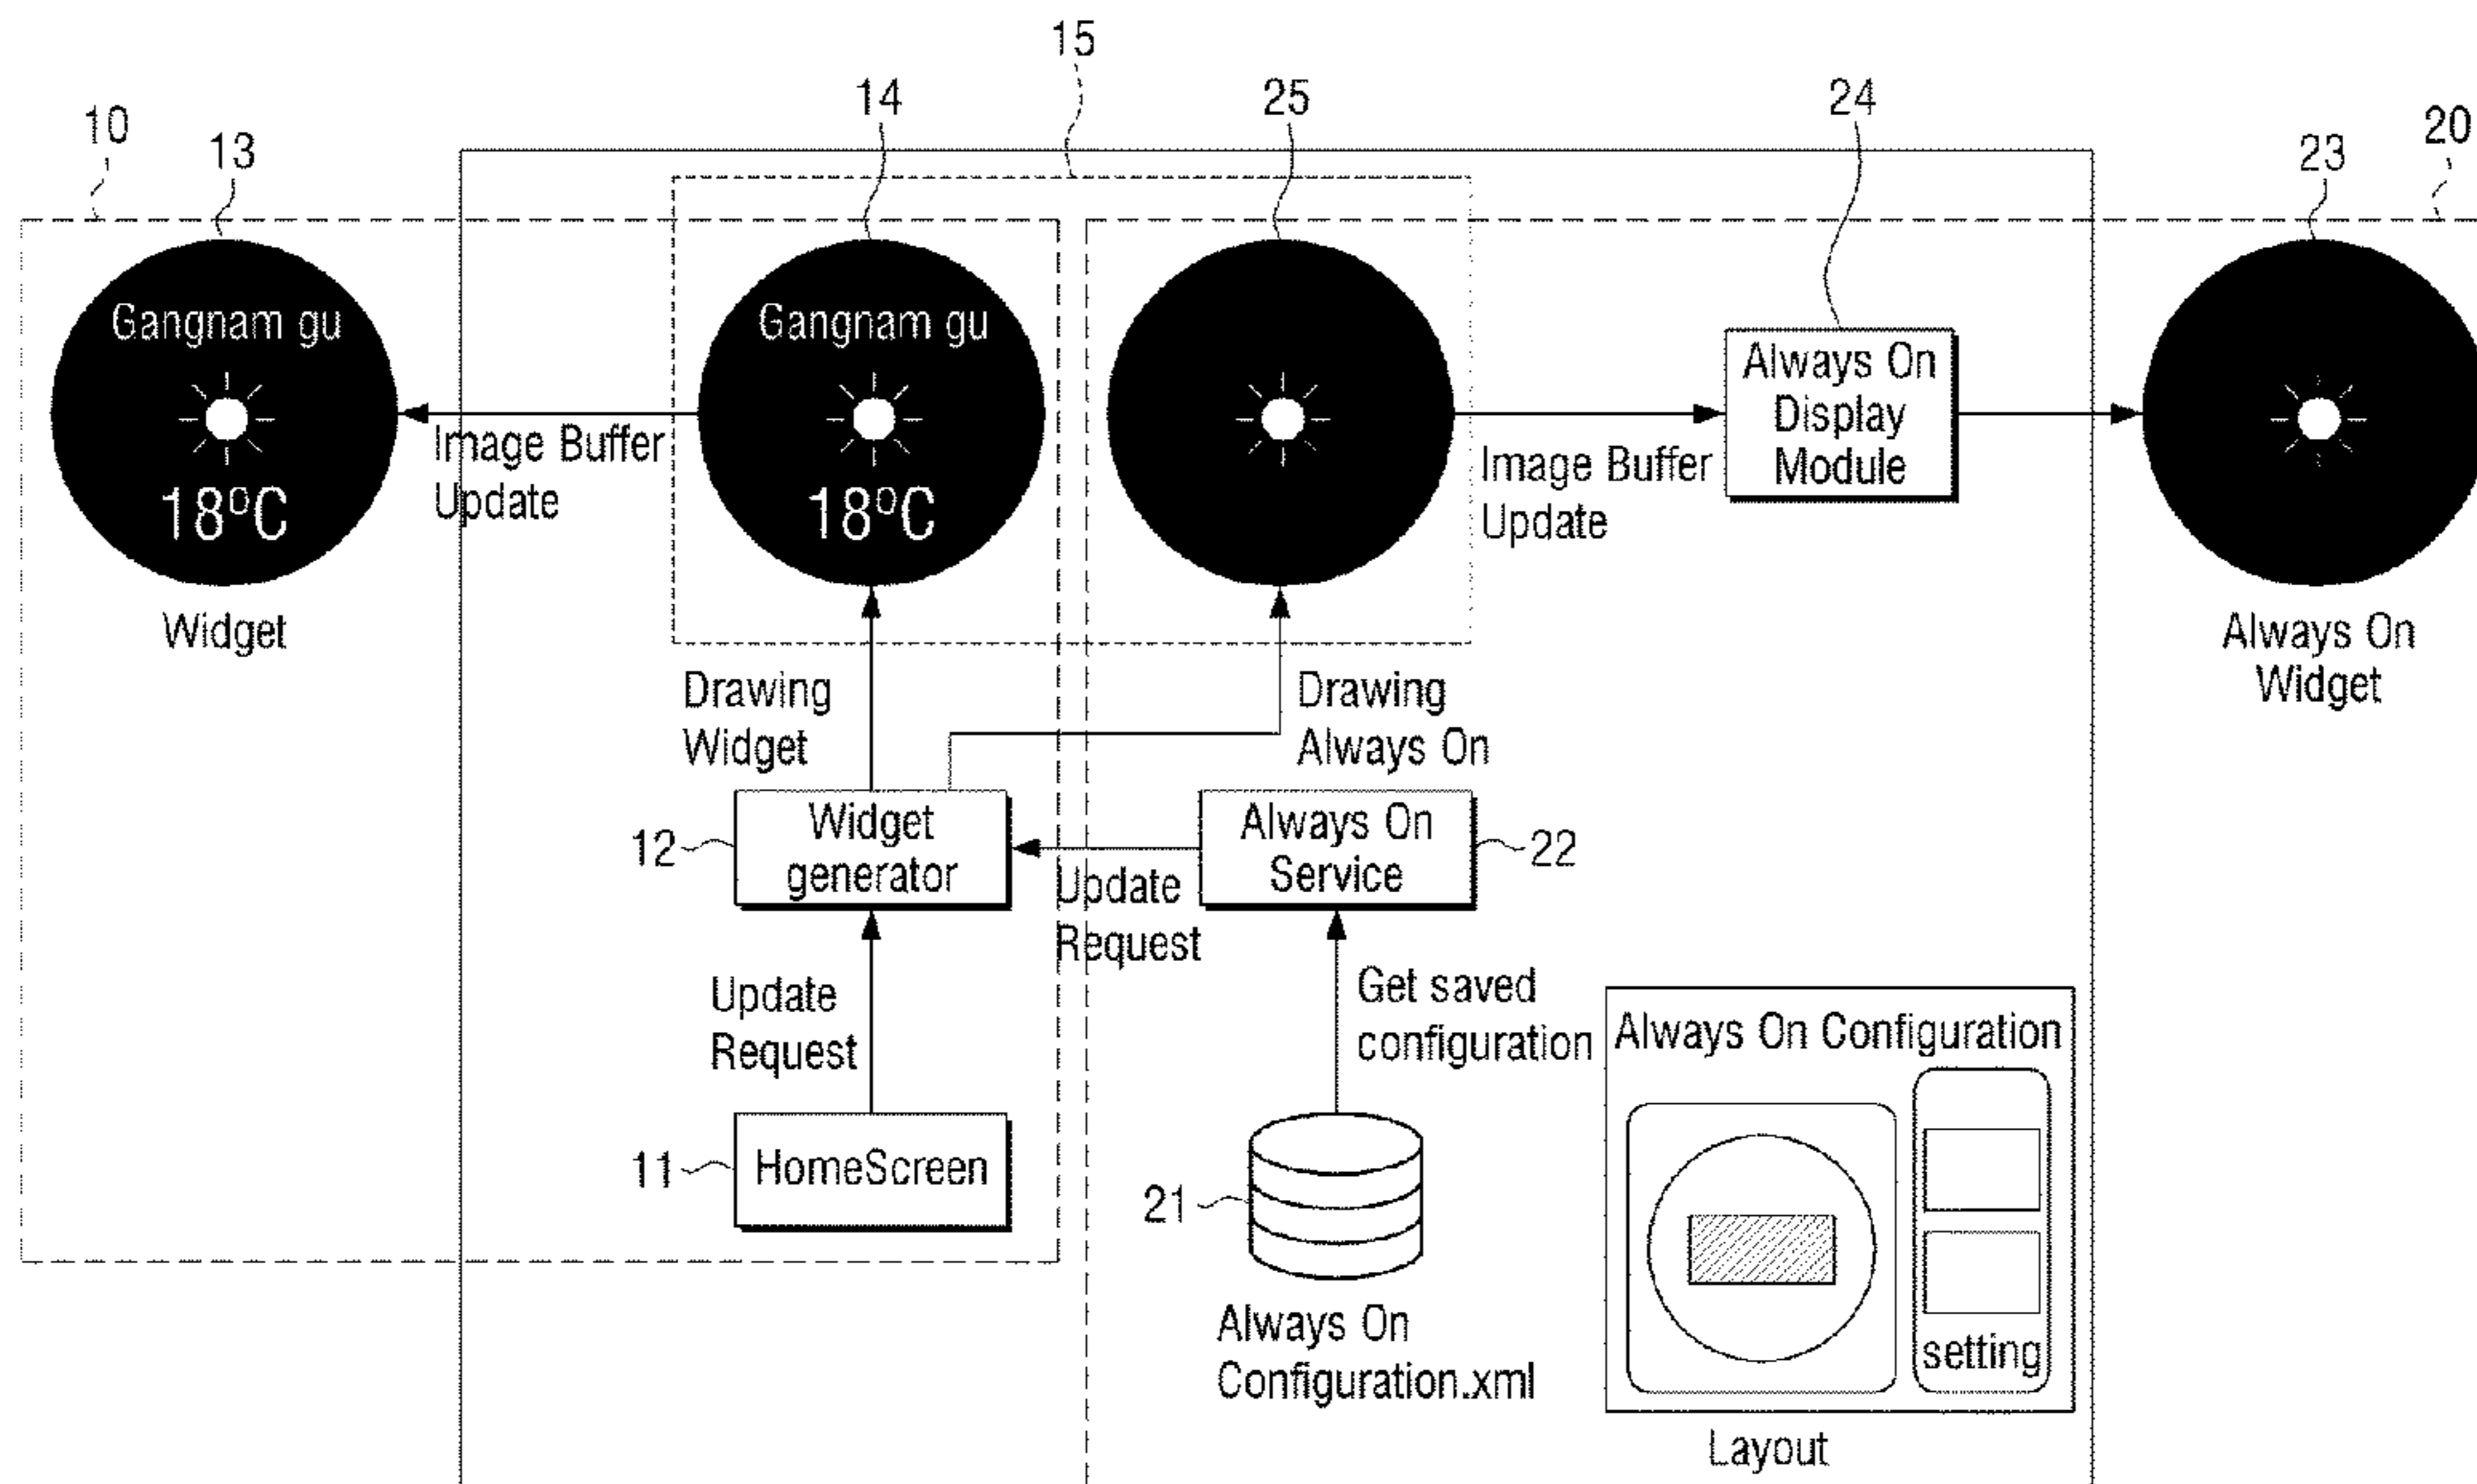 15
10
13
14
25
24
23
20
Gangnam gu
18ºC
Widget
Image Buffer
Update
Gangnam gu
18ºC
Image Buffer
Update
Always On
Display
Module
Always On
Widget
Drawing
Widget
Drawing
Always On
12
Widget
generator
Update
Request
Always On
Service
22
Update
Request
Get saved
configuration
11
HomeScreen
21
Always On
Configuration.xml
Always On Configuration
setting
Layout